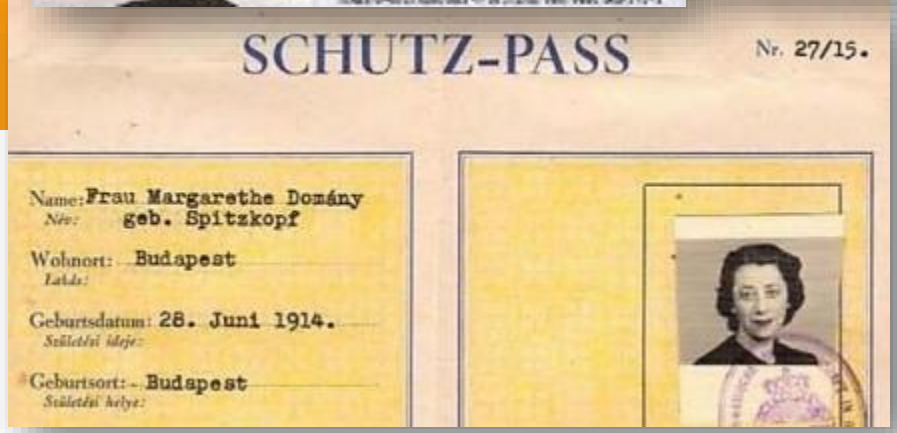 SCHUTZ-PASS
Nr. 27/15.
Name: Frau Margarethe Domány
Név: geb. Spitzkopf
Wohnort: Budapest
Lakás:
Geburtsdatum: 28. Juni 1914.
Születési ideje:
Geburtsort: - Budapest
Születési helye: